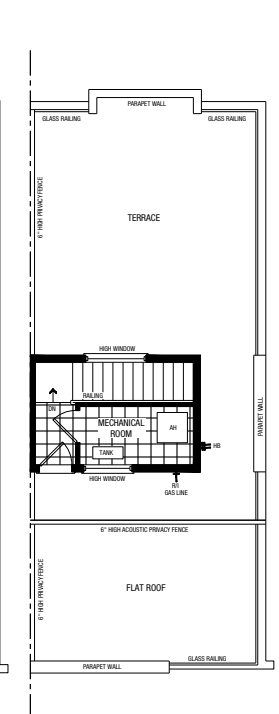 PARAPET WALL
GLASS RAILING
GLASS RAILING
6" HIGH PRIVACY FENCE
TERRACE
HIGH WINDOW
RAILING
DN
MECHANICAL
ROOM
AH
TANK
HB
PARAPET WALL
HIGH WINDOW
R/I
GAS LINE
6" HIGH ACOUSTIC PRIVACY FENCE
6" HIGH PRIVACY FENCE
FLAT ROOF
GLASS RAILING
PARAPET WALL